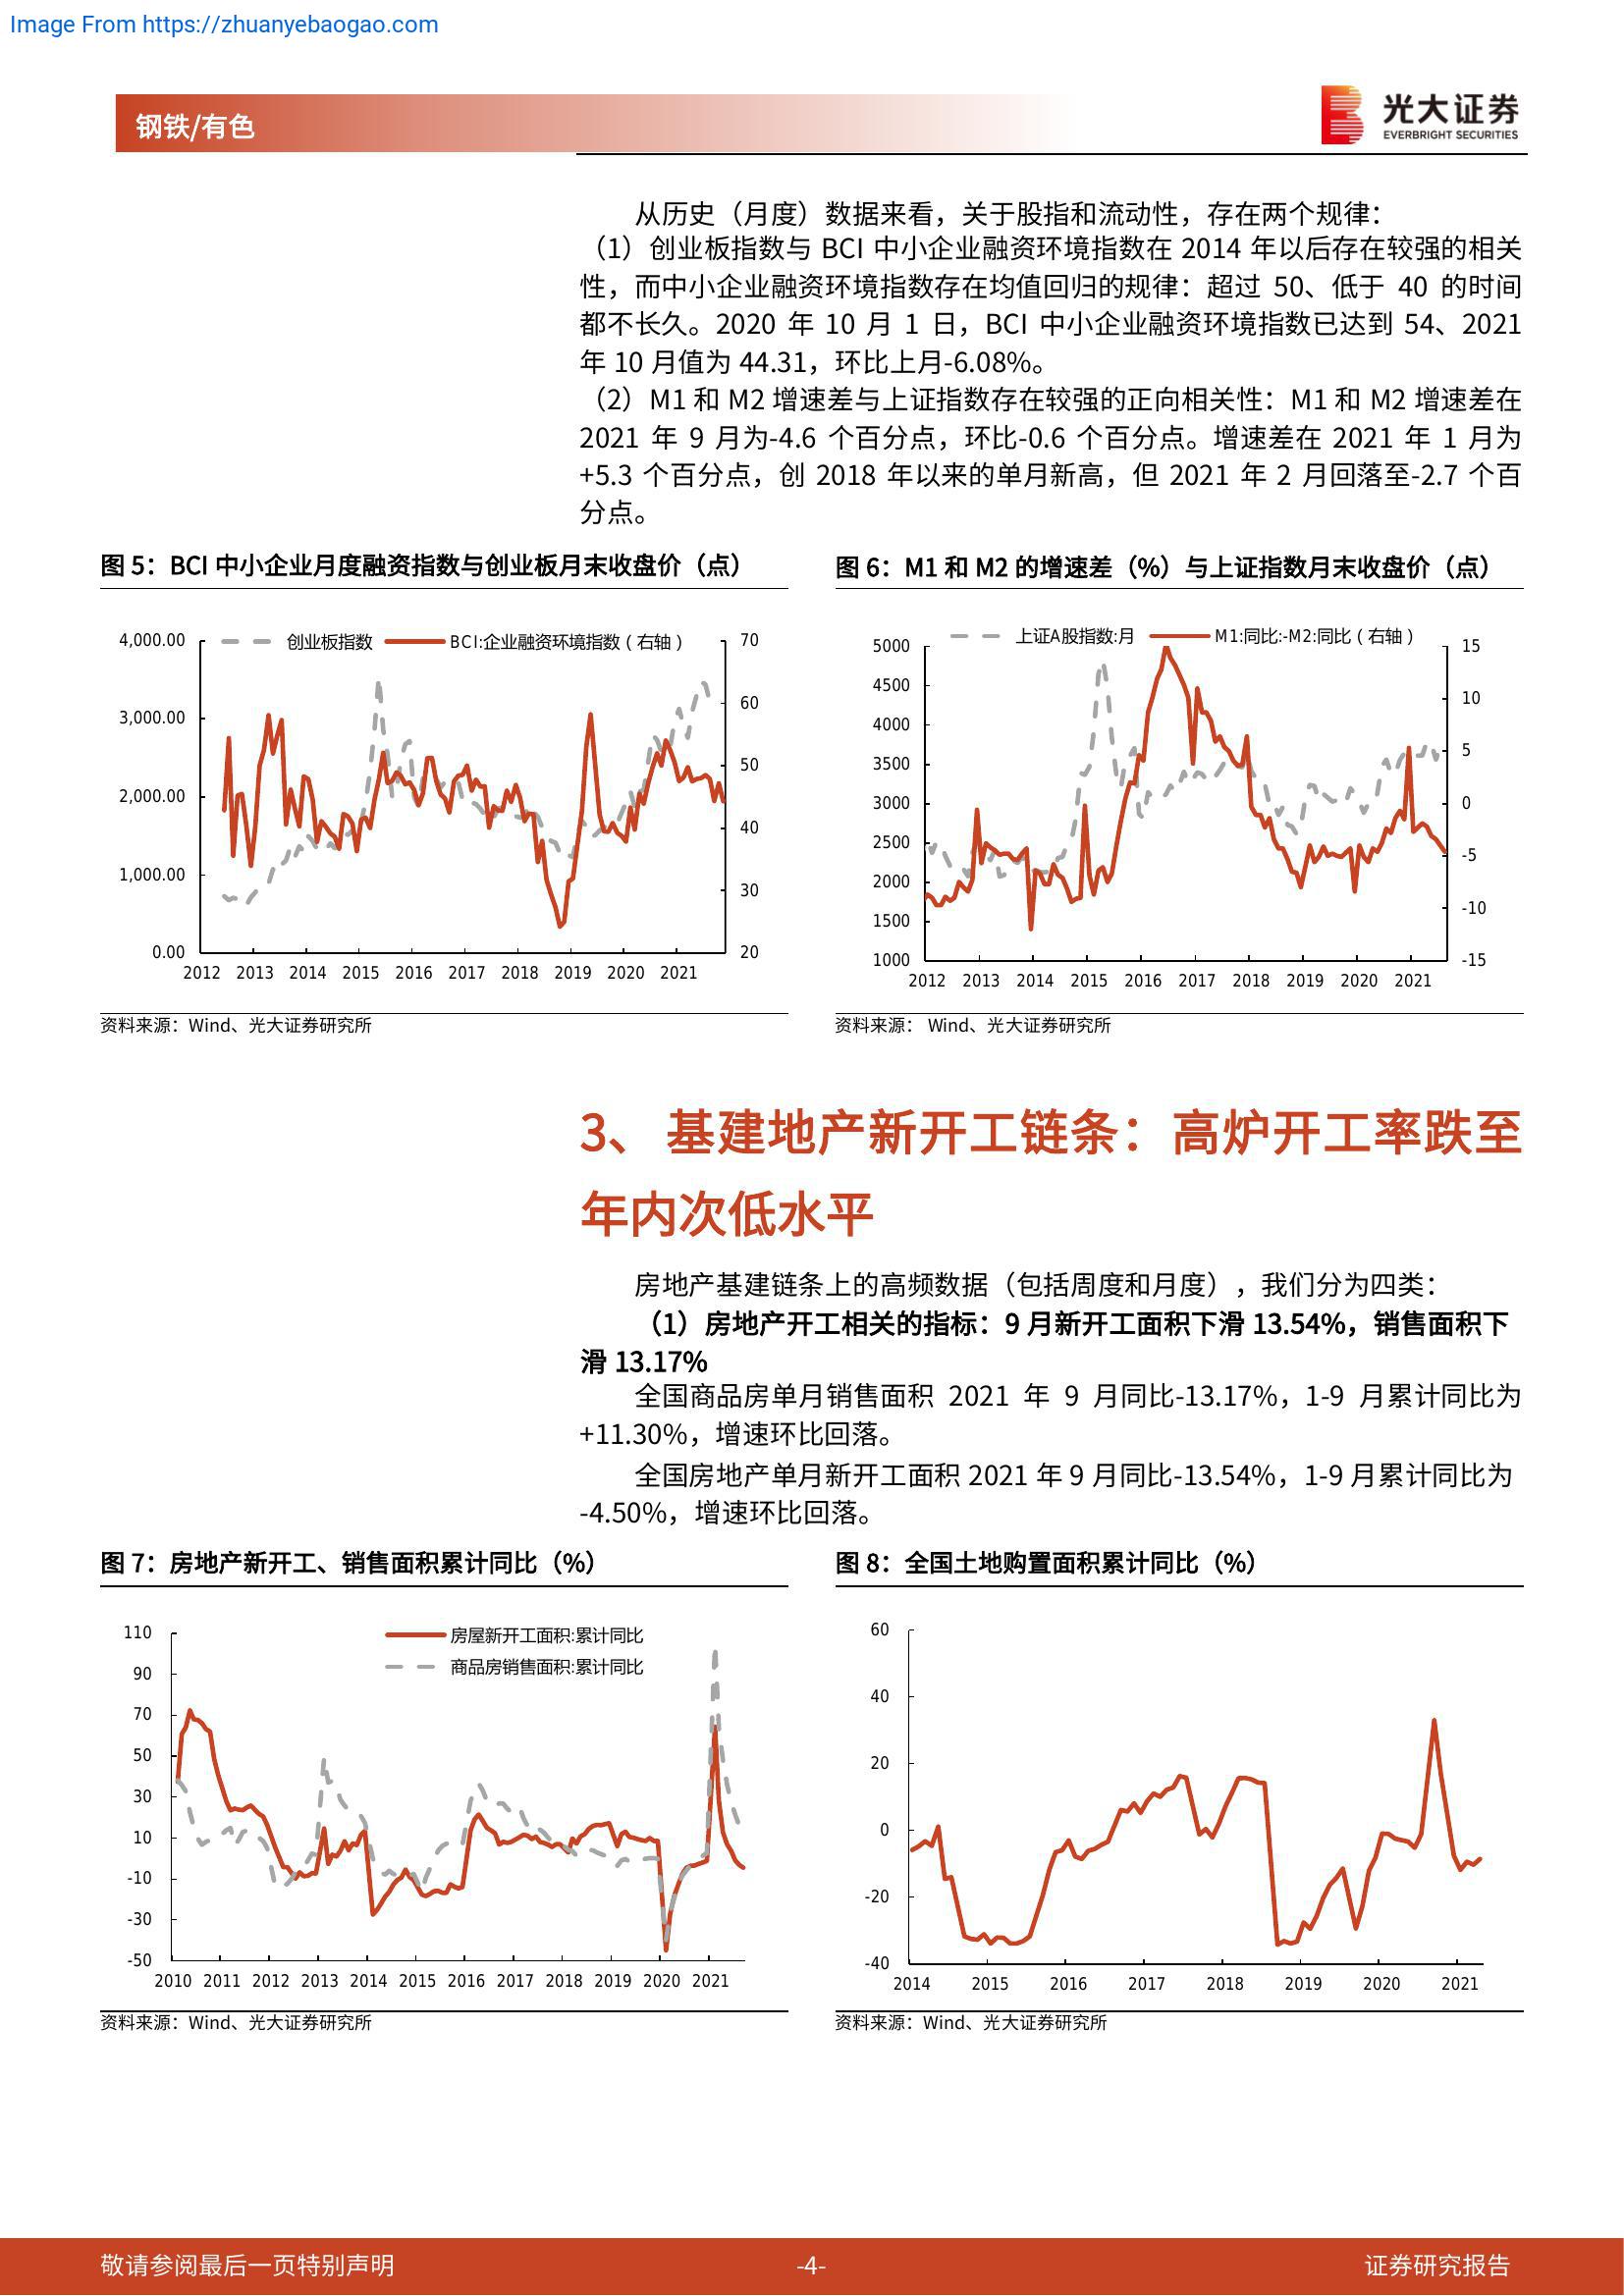 Image From https://zhuanyebaogao.com
钢铁/有色
光大证券
EVERBRIGHT SECURITIES
从历史（月度）数据来看，关于股指和流动性，存在两个规律：
（1）创业板指数与 BCI 中小企业融资环境指数在 2014 年以后存在较强的相关
性，而中小企业融资环境指数存在均值回归的规律：超过 50、低于 40 的时间
都不长久。2020 年 10 月 1 日，BCI 中小企业融资环境指数已达到 54、2021
年 10 月值为 44.31，环比上月-6.08%。
（2）M1 和 M2 增速差与上证指数存在较强的正向相关性：M1 和 M2 增速差在
2021 年 9 月为-4.6 个百分点，环比-0.6 个百分点。增速差在 2021 年 1 月为
+5.3 个百分点，创 2018 年以来的单月新高，但 2021 年 2 月回落至-2.7 个百
分点。
图 5：BCI 中小企业月度融资指数与创业板月末收盘价（点）
创业板指数 BCI:企业融资环境指数（右轴）
4,000.00
3,000.00
2,000.00
1,000.00
0.00
70
60
50
40
30
20
2012 2013 2014 2015 2016 2017 2018 2019 2020 2021
资料来源：Wind、光大证券研究所
图 6：M1 和 M2 的增速差（%）与上证指数月末收盘价（点）
上证A股指数:月 M1:同比:-M2:同比（右轴）
5000
4500
4000
3500
3000
2500
2000
1500
1000
15
10
5
0
-5
-10
-15
2012 2013 2014 2015 2016 2017 2018 2019 2020 2021
资料来源： Wind、光大证券研究所
3、 基建地产新开工链条：高炉开工率跌至
年内次低水平
房地产基建链条上的高频数据（包括周度和月度），我们分为四类：
（1）房地产开工相关的指标：9 月新开工面积下滑 13.54%，销售面积下
滑 13.17%
全国商品房单月销售面积 2021 年 9 月同比-13.17%，1-9 月累计同比为
+11.30%，增速环比回落。
全国房地产单月新开工面积 2021 年 9 月同比-13.54%，1-9 月累计同比为
-4.50%，增速环比回落。
图 7：房地产新开工、销售面积累计同比（%）
房屋新开工面积:累计同比
商品房销售面积:累计同比
110
90
70
50
30
10
-10
-30
-50
2010 2011 2012 2013 2014 2015 2016 2017 2018 2019 2020 2021
资料来源：Wind、光大证券研究所
图 8：全国土地购置面积累计同比（%）
60
40
20
0
-20
-40
2014 2015 2016 2017 2018 2019 2020 2021
资料来源：Wind、光大证券研究所
敬请参阅最后一页特别声明
-4-
证券研究报告